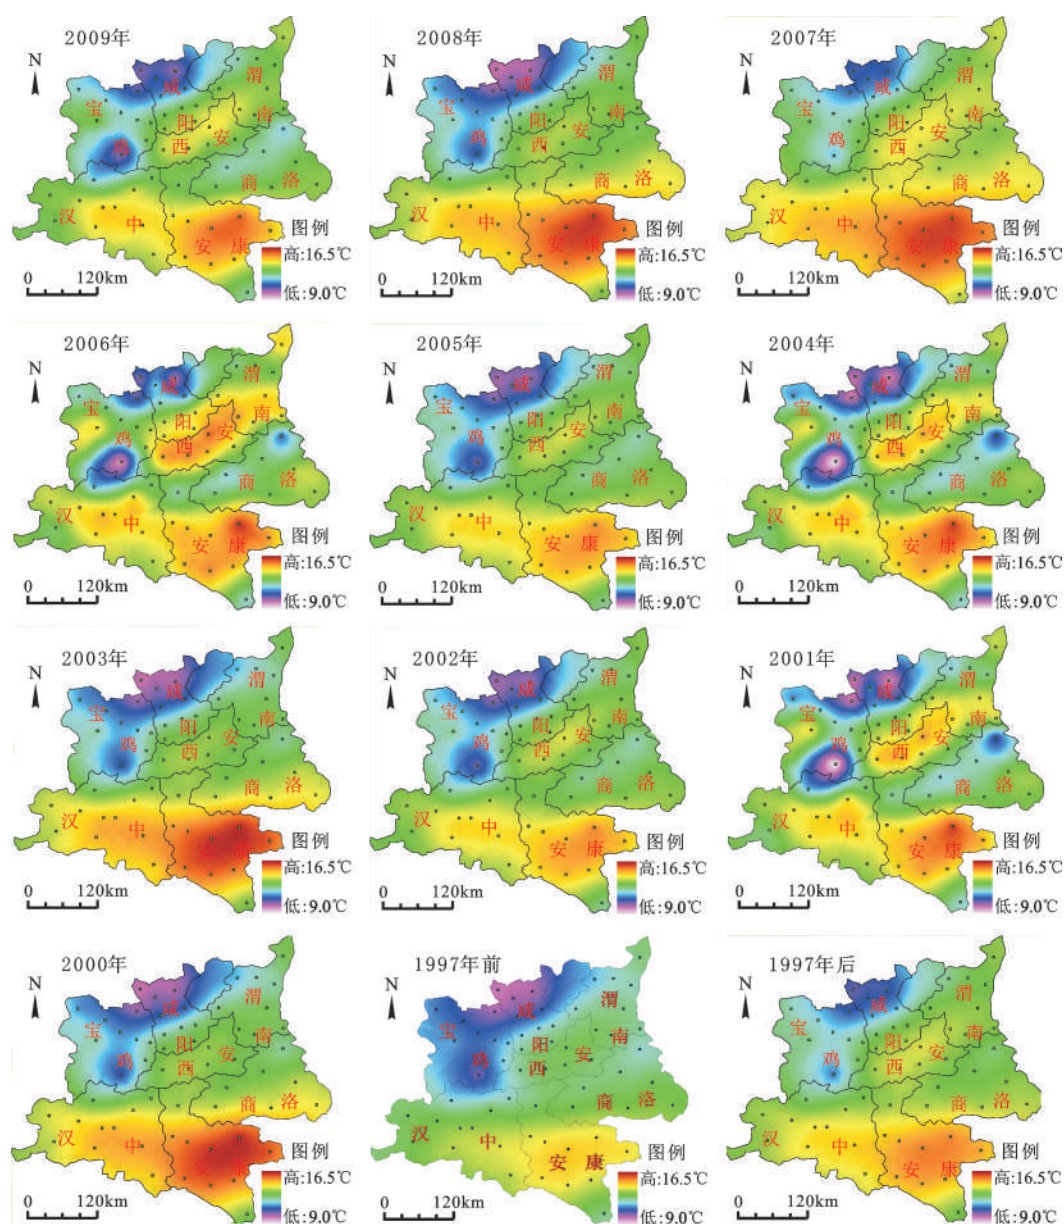 2009年
N
咸
渭
宝
阳
南
鸡
西
安
商
洛
汉
中
安
康
图例
高:16.5℃
低:9.0℃
0 120km
2008年
N
咸
渭
宝
阳
南
鸡
西
安
商
洛
汉
中
安
康
图例
高:16.5℃
低:9.0℃
0 120km
2007年
N
咸
渭
宝
阳
南
鸡
西
安
商
洛
汉
中
安
康
图例
高:16.5℃
低:9.0℃
0 120km
2006年
N
咸
渭
宝
阳
南
鸡
西
安
商
洛
汉
中
安
康
图例
高:16.5℃
低:9.0℃
0 120km
2005年
N
咸
渭
宝
阳
南
鸡
西
安
商
洛
汉
中
安
康
图例
高:16.5℃
低:9.0℃
0 120km
2004年
N
咸
渭
宝
阳
南
鸡
西
安
商
洛
汉
中
安
康
图例
高:16.5℃
低:9.0℃
0 120km
2003年
N
咸
渭
宝
阳
南
鸡
西
安
商
洛
汉
中
图例
高:16.5℃
低:9.0℃
0 120km
2002年
N
咸
渭
宝
阳
南
鸡
西
安
商
洛
汉
中
安
康
图例
高:16.5℃
低:9.0℃
0 120km
2001年
N
咸
渭
宝
阳
南
鸡
西
安
商
洛
汉
中
安
康
图例
高:16.5℃
低:9.0℃
0 120km
2000年
N
咸
渭
宝
阳
南
鸡
西
安
商
洛
汉
中
安
康
图例
高:16.5℃
低:9.0℃
0 120km
1997年前
N
咸
渭
宝
阳
南
鸡
西
安
商
洛
汉
中
安
康
图例
高:16.5℃
低:9.0℃
0 120km
1997年后
N
咸
渭
宝
阳
南
鸡
西
安
商
洛
汉
中
安
康
图例
高:16.5℃
低:9.0℃
0 120km